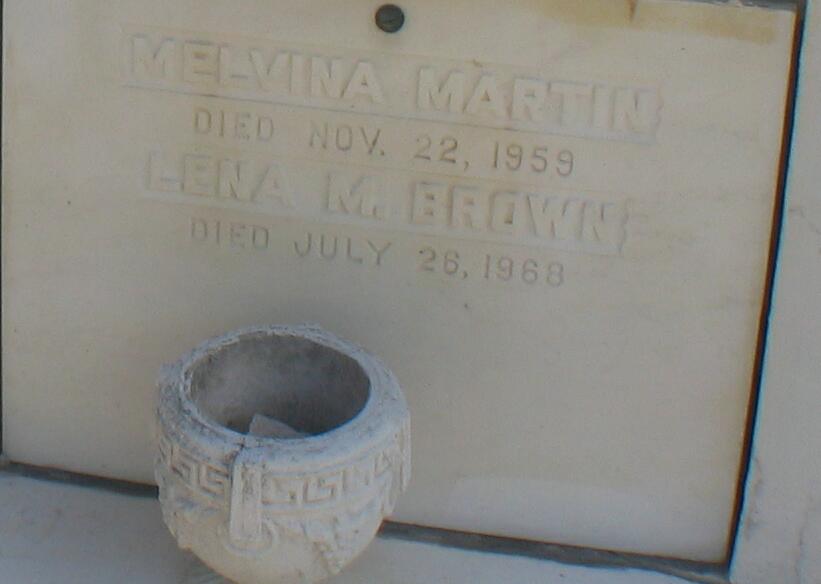 MELVINA MARTIN
DIED NOV. 22, 1959
LENA M. BROWN
DIED JULY 26, 1968